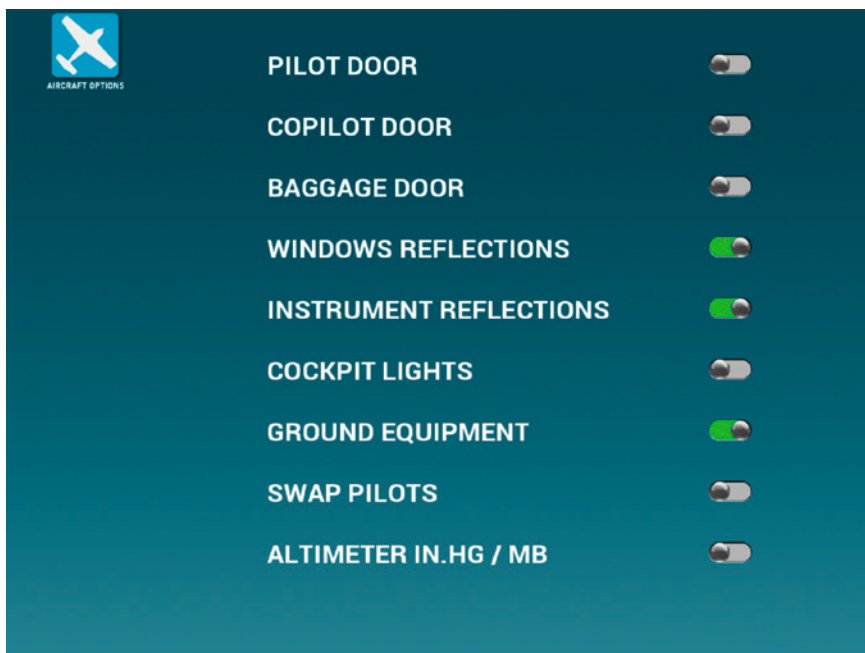 AIRCRAFT OPTIONS
PILOT DOOR
COPILOT DOOR
BAGGAGE DOOR
WINDOWS REFLECTIONS
INSTRUMENT REFLECTIONS
COCKPIT LIGHTS
GROUND EQUIPMENT
SWAP PILOTS
ALTIMETER IN.HG / MB